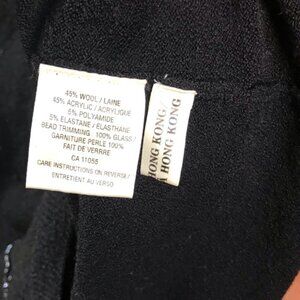 45% WOOL / LAINE
45% ACRYLIC / ACRYLIQUE
5% POLYAMIDE
5% ELASTANE / ELASTHANE
BEAD TRIMMING: 100% GLASS /
GARNITURE PERLE 100%
FAIT DE VERRE
CA 11055
CARE INSTRUCTIONS ON REVERSE /
ENTRETIEN AU VERSO
HONG KONG /
A HONG KONG